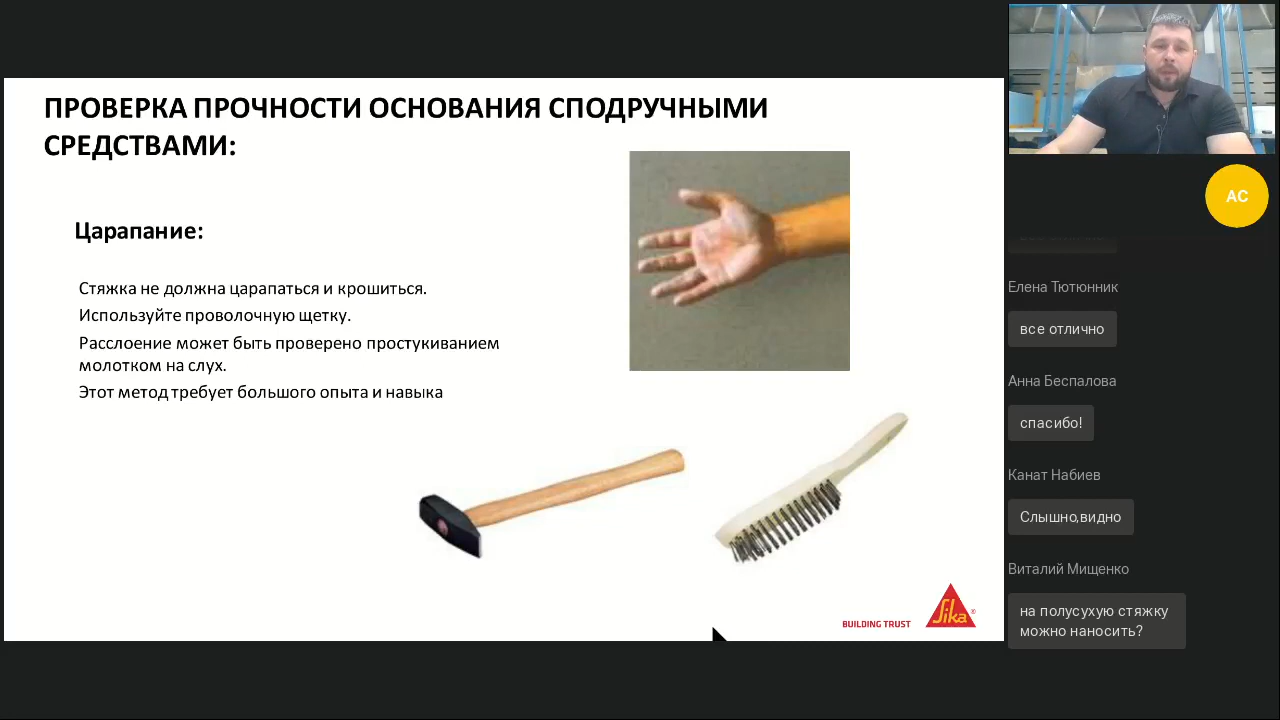 ПРОВЕРКА ПРОЧНОСТИ ОСНОВАНИЯ СПОДРУЧНЫМИ
СРЕДСТВАМИ:
Царапание:
Стяжка не должна царапаться и крошиться.
Используйте проволочную щетку.
Расслоение может быть проверено простукиванием
молотком на слух.
Этот метод требует большого опыта и навыка
BUILDING TRUST
Sika®
АС
Елена Тютюнник
все отлично
Анна Беспалова
спасибо!
Канат Набиев
Слышно,видно
Виталий Мищенко
на полусухую стяжку
можно наносить?